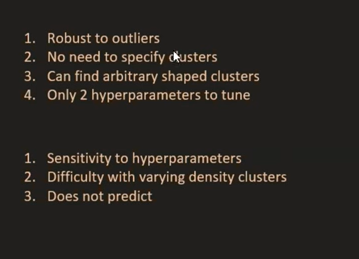 1. Robust to outliers
2. No need to specify clusters
3. Can find arbitrary shaped clusters
4. Only 2 hyperparameters to tune
1. Sensitivity to hyperparameters
2. Difficulty with varying density clusters
3. Does not predict